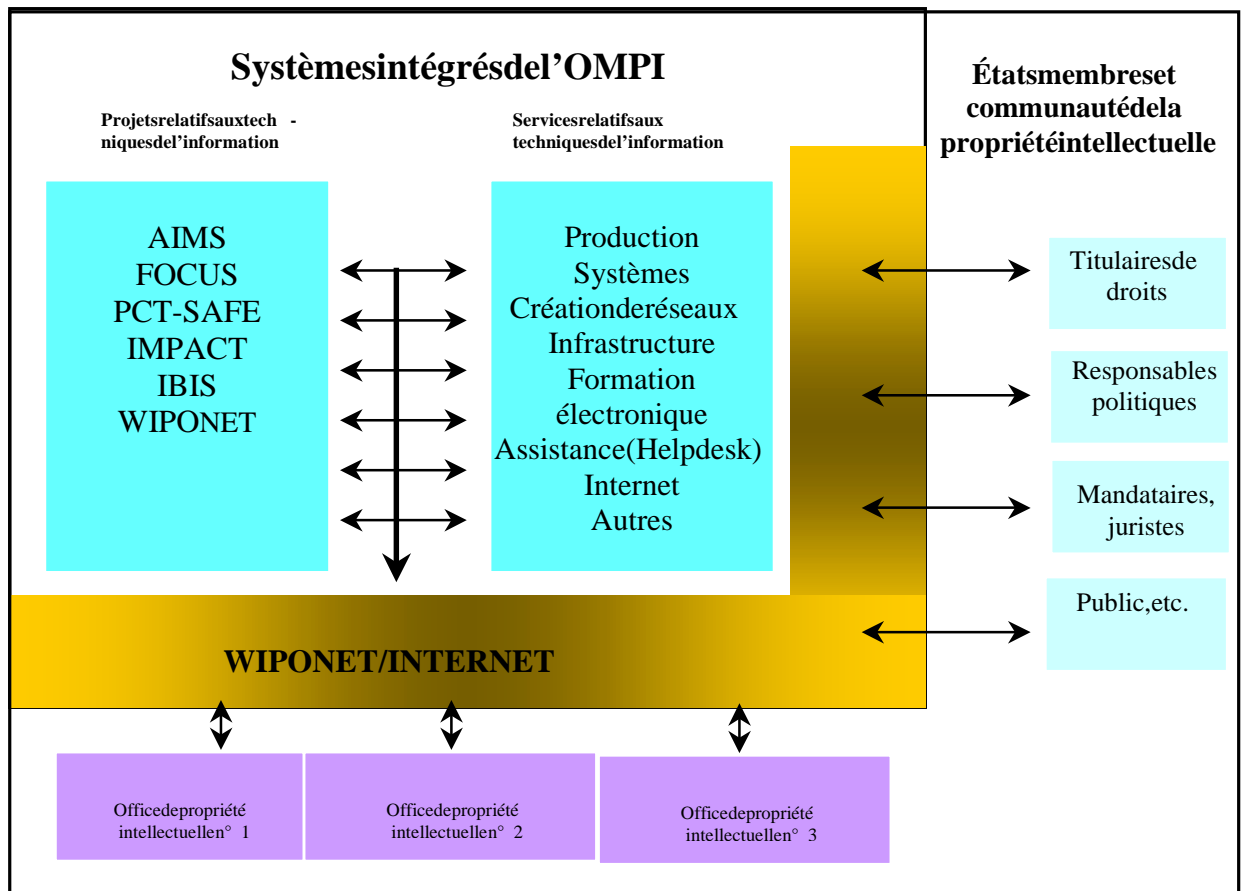 Systèmesintégrésdel’OMPI
Projetsrelatifsauxtech -
niquesdel’information
Servicesrelatifsaux
techniquesdel’information
Étatsmembreset
communautédela
propriétéintellectuelle
AIMS
FOCUS
PCT-SAFE
IMPACT
IBIS
WIPONET
Production
Systèmes
Créationderéseaux
Infrastructure
Formation
électronique
Assistance(Helpdesk)
Internet
Autres
Titulairesde
droits
Responsables
politiques
Mandataires,
juristes
Public,etc.
WIPONET/INTERNET
Officedepropriété
intellectuellen° 1
Officedepropriété
intellectuellen° 2
Officedepropriété
intellectuellen° 3